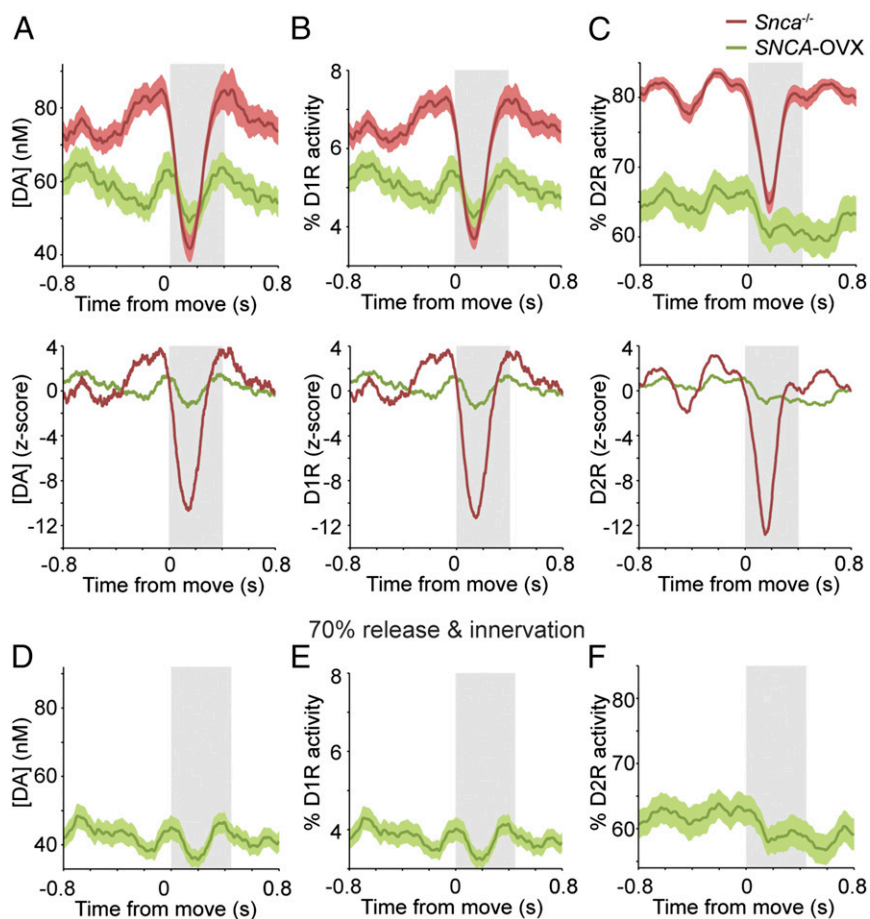 A
B
C
Snca-/-
SNCA-OVX
[DA] (nM)
80
60
40
-0.8
0
0.8
Time from move (s)
% D1R activity
8
6
4
-0.8
0
0.8
Time from move (s)
% D2R activity
80
70
60
-0.8
0
0.8
Time from move (s)
[DA] (z-score)
4
0
-4
-8
-12
-0.8
0
0.8
Time from move (s)
D1R (z-score)
4
0
-4
-8
-12
-0.8
0
0.8
Time from move (s)
D2R (z-score)
4
0
-4
-8
-12
-0.8
0
0.8
Time from move (s)
70% release & innervation
D
E
F
[DA] (nM)
80
60
40
-0.8
0
0.8
Time from move (s)
% D1R activity
8
6
4
-0.8
0
0.8
Time from move (s)
% D2R activity
80
70
60
-0.8
0
0.8
Time from move (s)